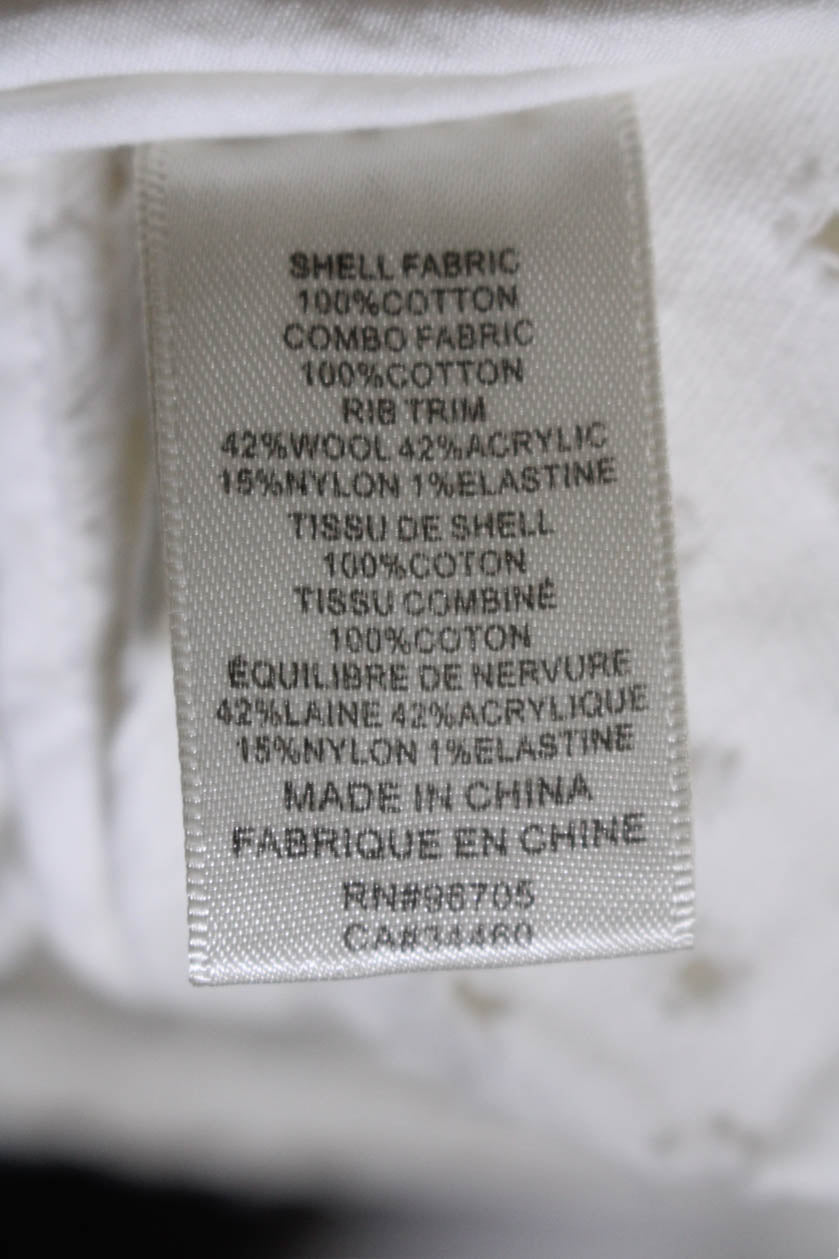 SHELL FABRIC
100%COTTON
COMBO FABRIC
100%COTTON
RIB TRIM
42%WOOL 42%ACRYLIC
15%NYLON 1%ELASTINE
TISSU DE SHELL
100%COTON
TISSU COMBINÉ
100%COTON
ÉQUILIBRE DE NERVURE
42%LAINE 42%ACRYLIQUE
15%NYLON 1%ELASTINE
MADE IN CHINA
FABRIQUE EN CHINE
RN#96705
CA#34460